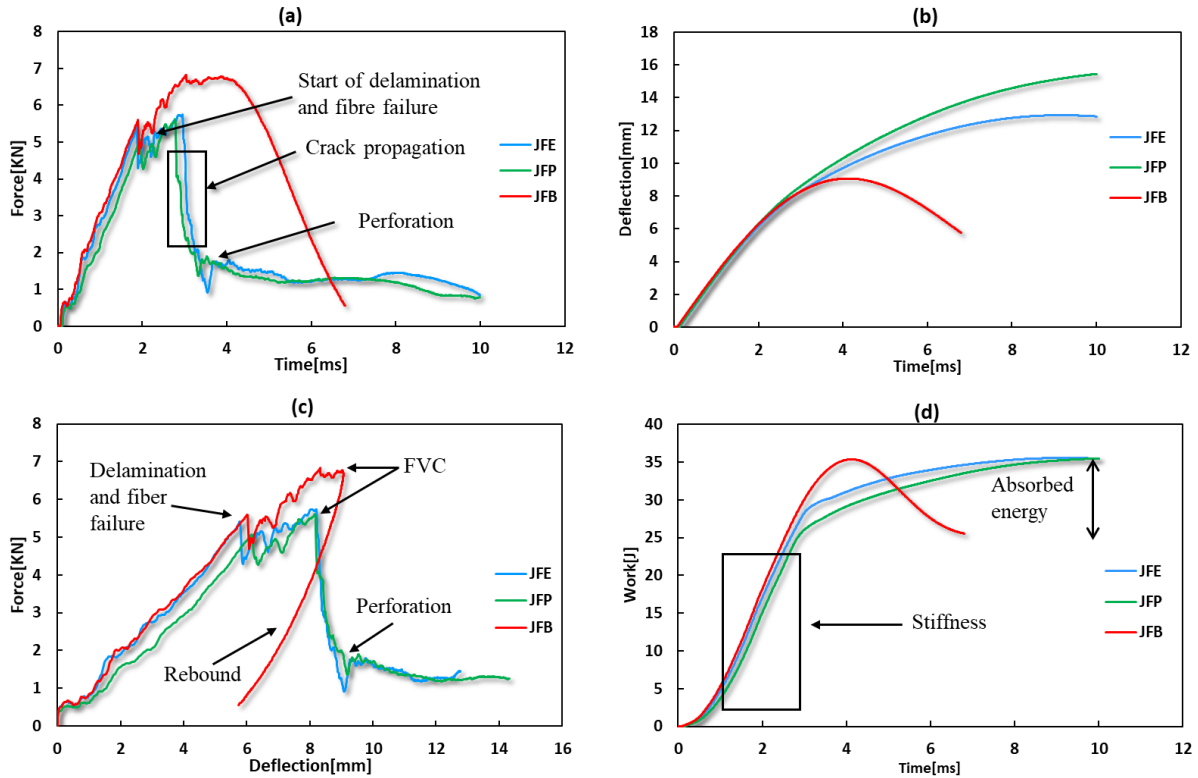 (a)
8
7
6
5
4
3
2
1
0
Force[KN]
0 2 4 6 8 10 12
Time[ms]
Start of delamination
and fibre failure
Crack propagation
Perforation
JFE
JFP
JFB
(b)
18
16
14
12
10
8
6
4
2
0
Deflection[mm]
0 2 4 6 8 10 12
Time[ms]
JFE
JFP
JFB
(c)
8
7
6
5
4
3
2
1
0
Force[KN]
0 2 4 6 8 10 12 14 16
Deflection[mm]
Delamination
and fiber
failure
FVC
Perforation
Rebound
JFE
JFP
JFB
(d)
40
35
30
25
20
15
10
5
0
Work[J]
0 2 4 6 8 10 12
Time[ms]
Absorbed
energy
Stiffness
JFE
JFP
JFB